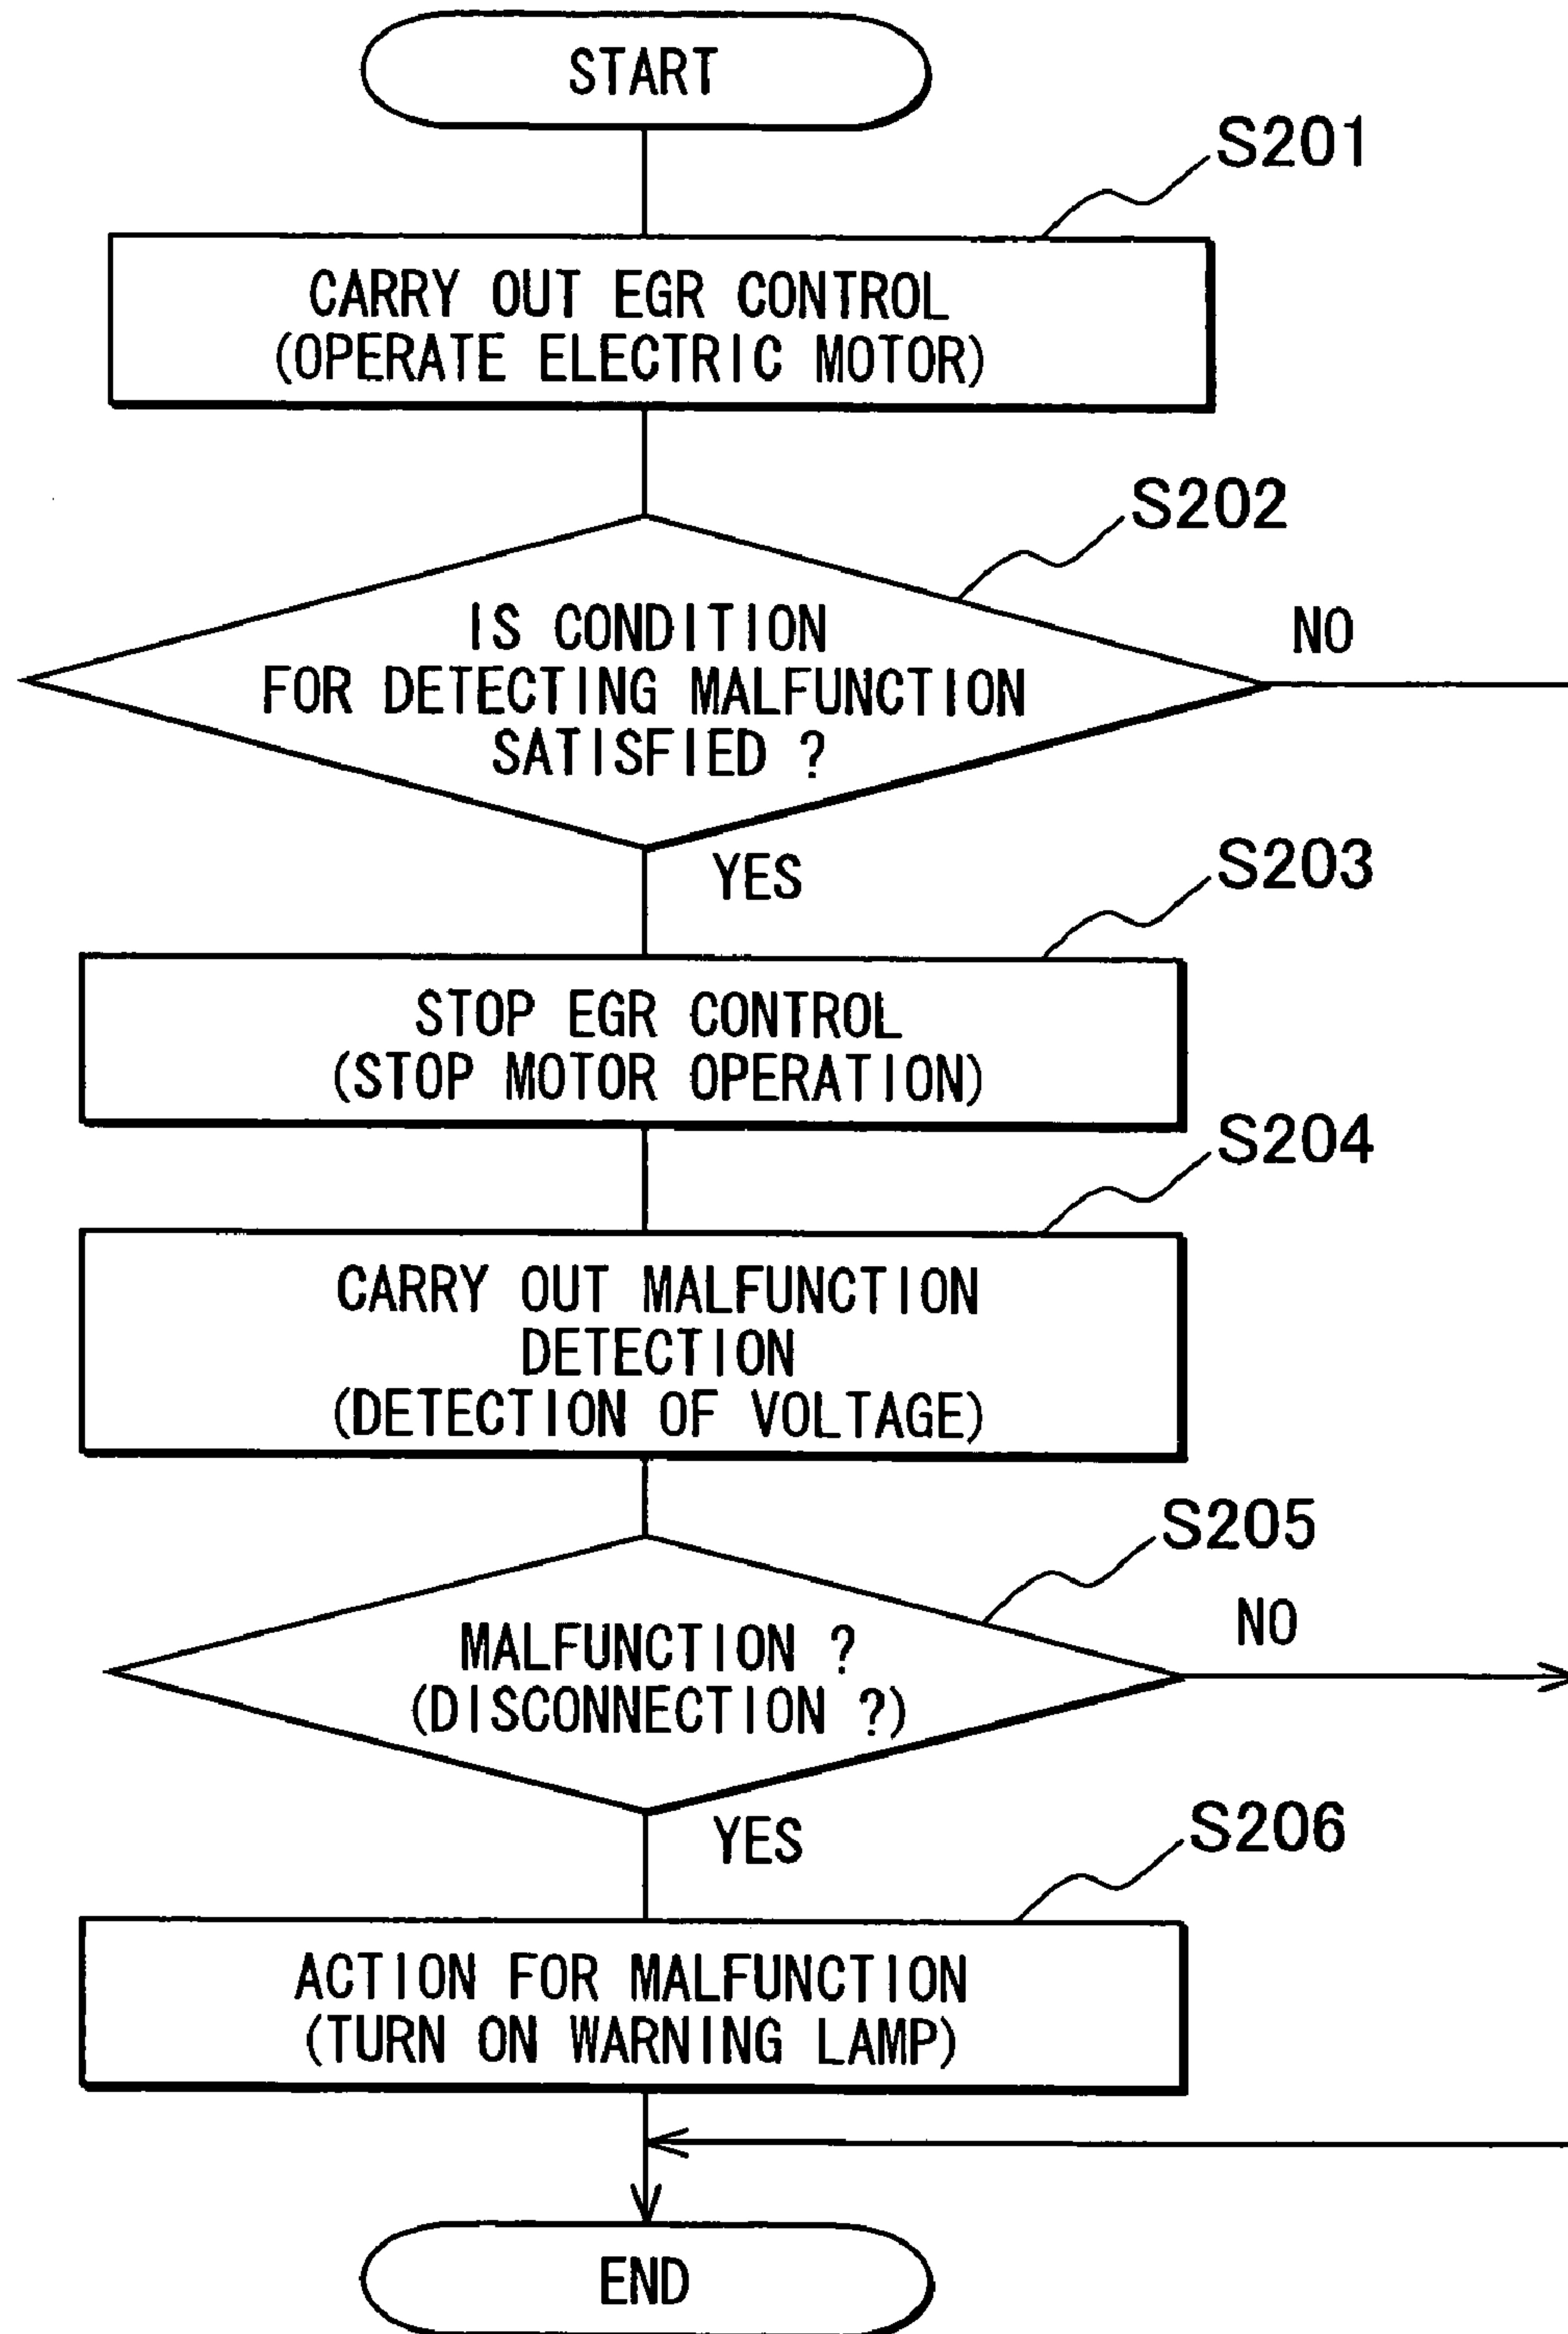 START
S201
CARRY OUT EGR CONTROL
(OPERATE ELECTRIC MOTOR)
S202
IS CONDITION
FOR DETECTING MALFUNCTION
SATISFIED ?
NO
YES
S203
STOP EGR CONTROL
(STOP MOTOR OPERATION)
S204
CARRY OUT MALFUNCTION
DETECTION
(DETECTION OF VOLTAGE)
S205
MALFUNCTION ?
(DISCONNECTION ?)
NO
YES
S206
ACTION FOR MALFUNCTION
(TURN ON WARNING LAMP)
END